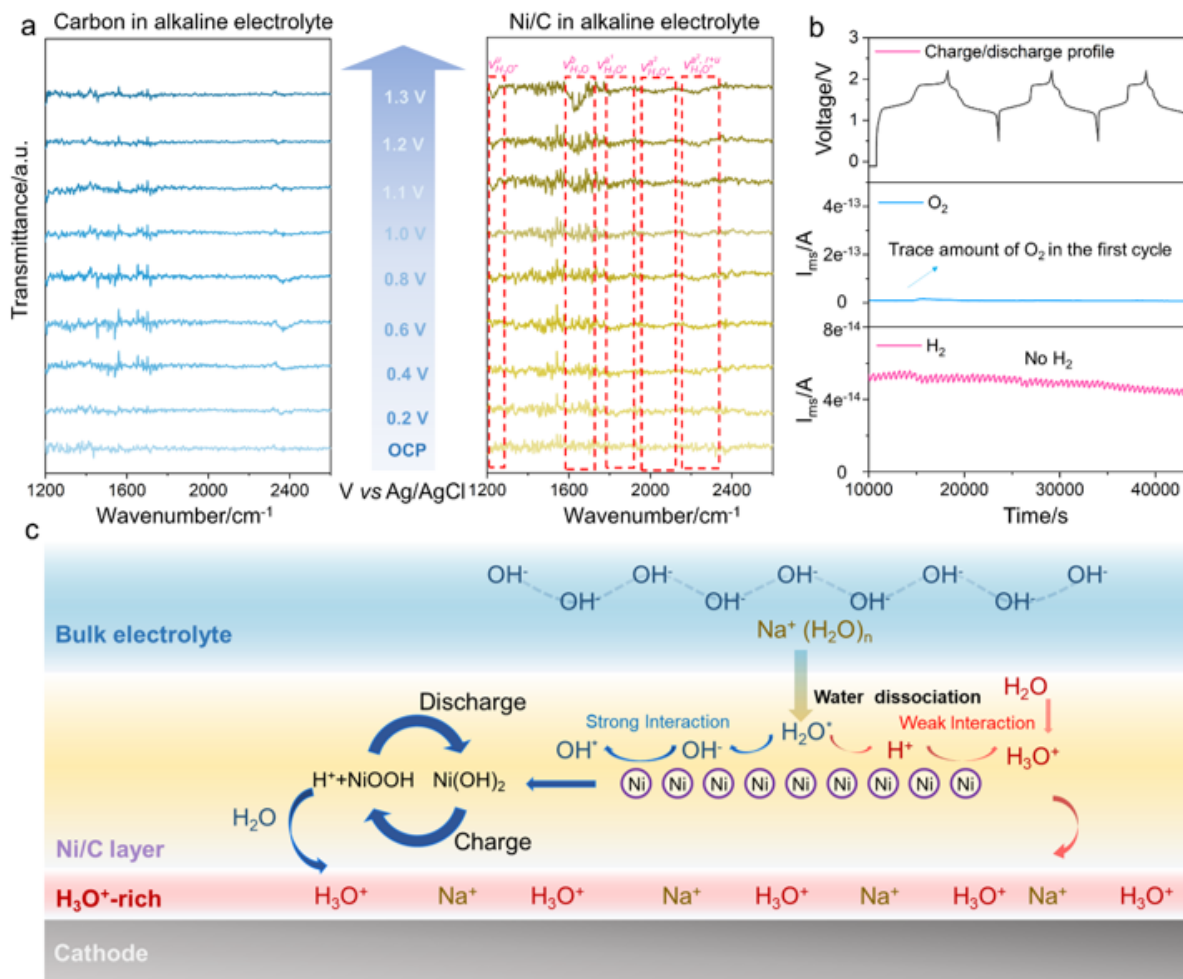 a
Carbon in alkaline electrolyte
Ni/C in alkaline electrolyte
b
Transmittance/a.u.
1.3 V
1.2 V
1.1 V
1.0 V
0.8 V
0.6 V
0.4 V
0.2 V
OCP
V vs Ag/AgCl
1200 1600 2000 2400
Wavenumber/cm⁻¹
1200 1600 2000 2400
Wavenumber/cm⁻¹
Charge/discharge profile
Voltage/V
3
2
1
0
O₂
Trace amount of O₂ in the first cycle
Iₘₛ/A
4e⁻¹³
2e⁻¹³
0
H₂
No H₂
Iₘₛ/A
8e⁻¹⁴
4e⁻¹⁴
0
10000 20000 30000 40000
Time/s
c
OH⁻ OH⁻ OH⁻ OH⁻ OH⁻
OH⁻ OH⁻ OH⁻ OH⁻
Bulk electrolyte
Na⁺ (H₂O)ₙ
Discharge
Water dissociation
H₂O
Strong Interaction
H₂O*
Weak Interaction
OH*
OH⁻
H⁺
H₃O⁺
H⁺+NiOOH
Ni(OH)₂
Ni Ni Ni Ni Ni Ni Ni Ni Ni
H₂O
Charge
Ni/C layer
H₃O⁺-rich
H₃O⁺ Na⁺ H₃O⁺ Na⁺ H₃O⁺ Na⁺ H₃O⁺ Na⁺ H₃O⁺
Cathode